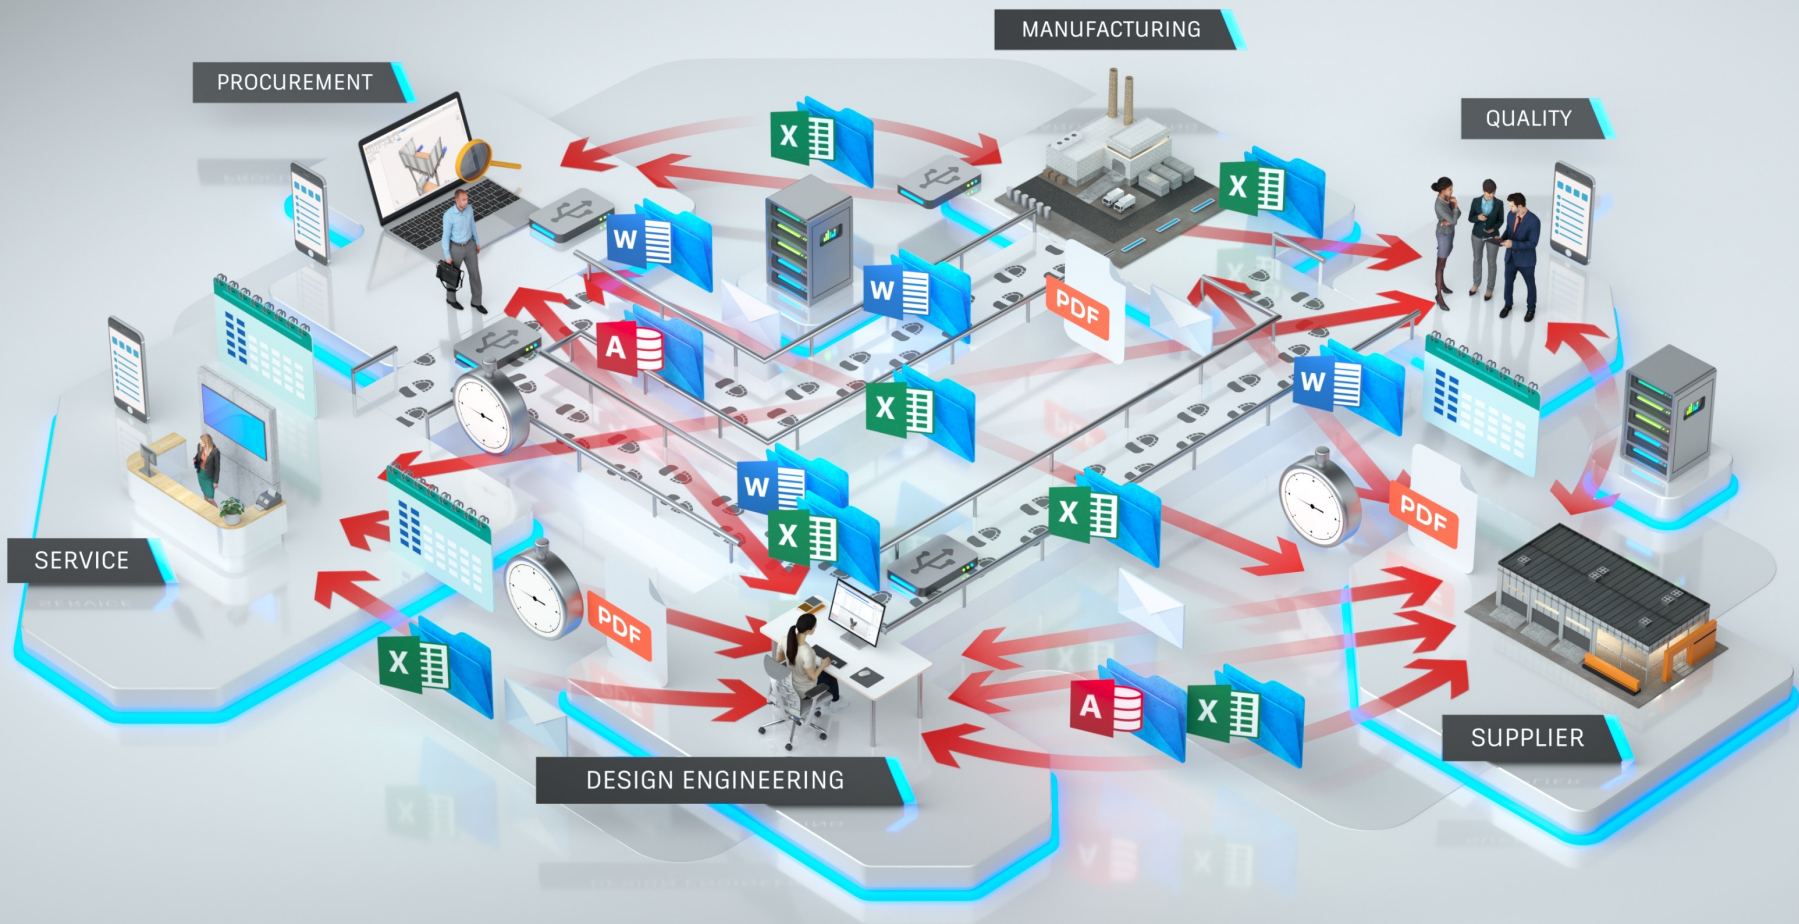 MANUFACTURING
PROCUREMENT
QUALITY
X
X
W
W
PDF
A
W
X
W
X
X
PDF
SERVICE
PDF
X
A
X
SUPPLIER
DESIGN ENGINEERING